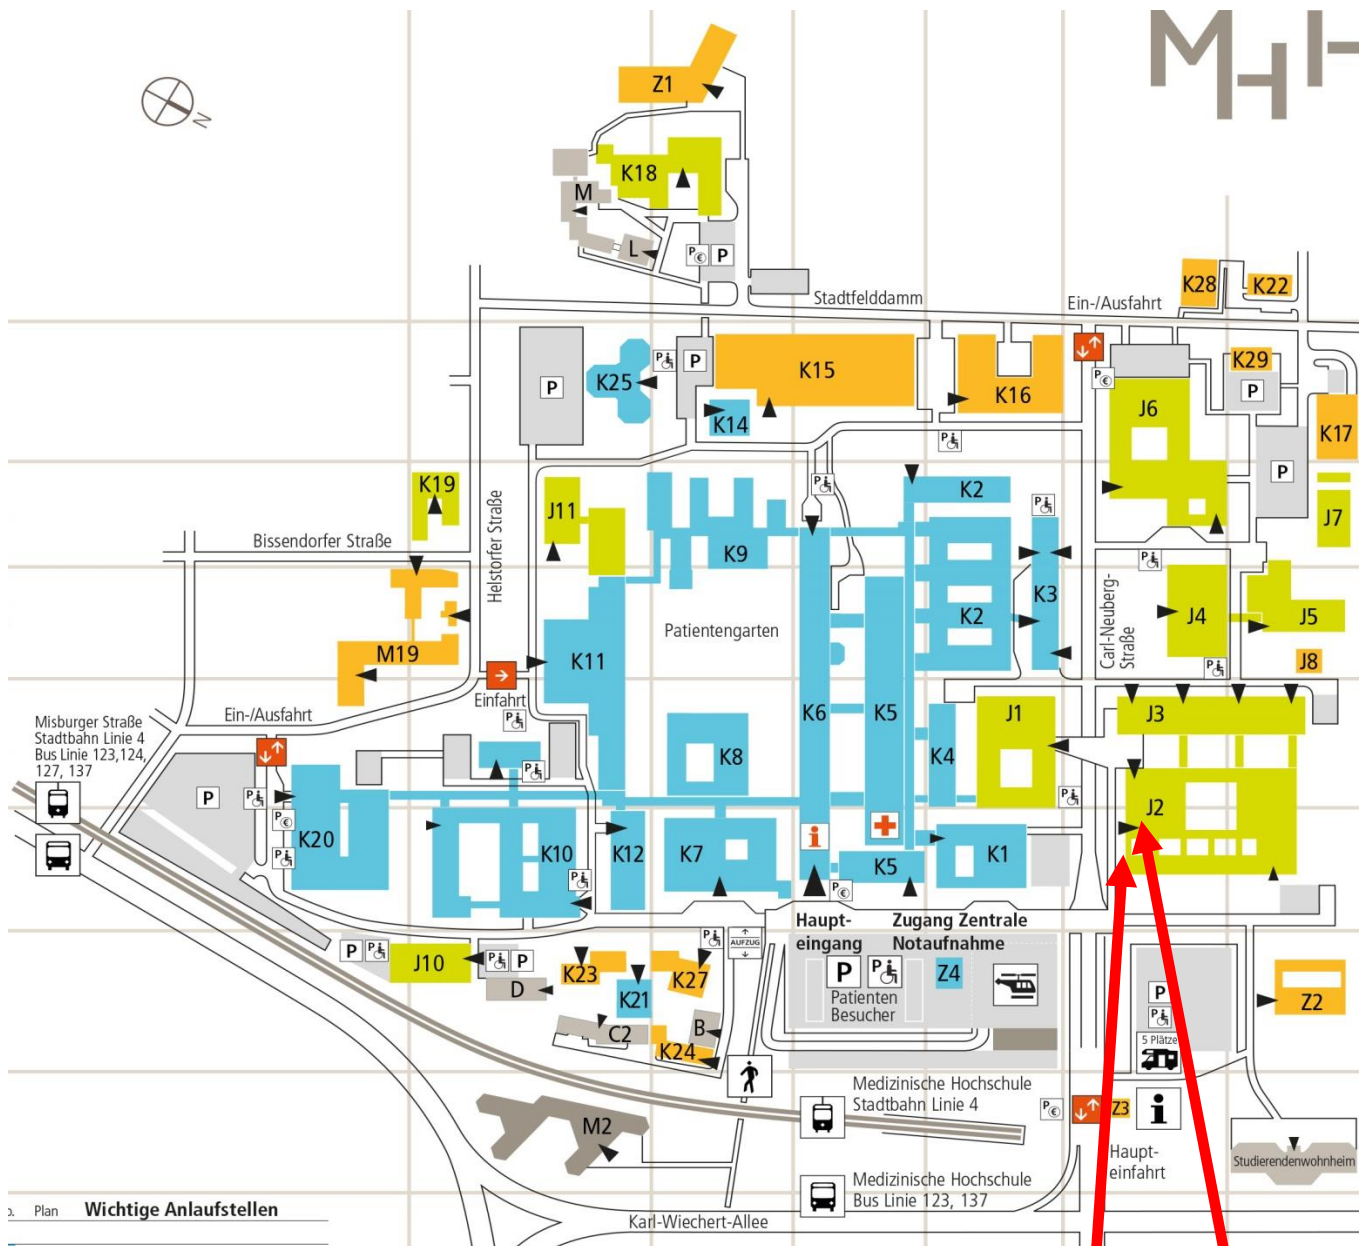 MHH
N
Z1
K18
M
L
P€
P
Stadtfelddamm
Ein-/Ausfahrt
K28
K22
K25
P
P
P
K14
K15
K16
P€
K29
P
J6
K17
P
K19
J11
K9
P
K2
P
P
J7
Bissendorfer Straße
Helstorfer Straße
Patientengarten
K2
K3
Carl-Neuberg-
Straße
P
J4
J5
J8
M19
K11
Einfahrt
P
K6
K5
J1
P
J3
Misburger Straße
Stadtbahn Linie 4
Bus Linie 123,124,
127, 137
Ein-/Ausfahrt
P
P
P€
P
K20
P
K10
P
K12
K8
K7
i
K4
K5
P€
K1
P
J2
Haupt-
eingang
Zugang Zentrale
Notaufnahme
P
P
Patienten
Besucher
Z4
P
P
J10
P
P
D
K23
K21
K27
P
AUFZUG
C2
B
K24
P
P
5 Plätze
Z2
M2
Medizinische Hochschule
Stadtbahn Linie 4
P€
Z3
i
Haupt-
einfahrt
Studierendenwohnheim
Medizinische Hochschule
Bus Linie 123, 137
Karl-Wiechert-Allee
Plan Wichtige Anlaufstellen